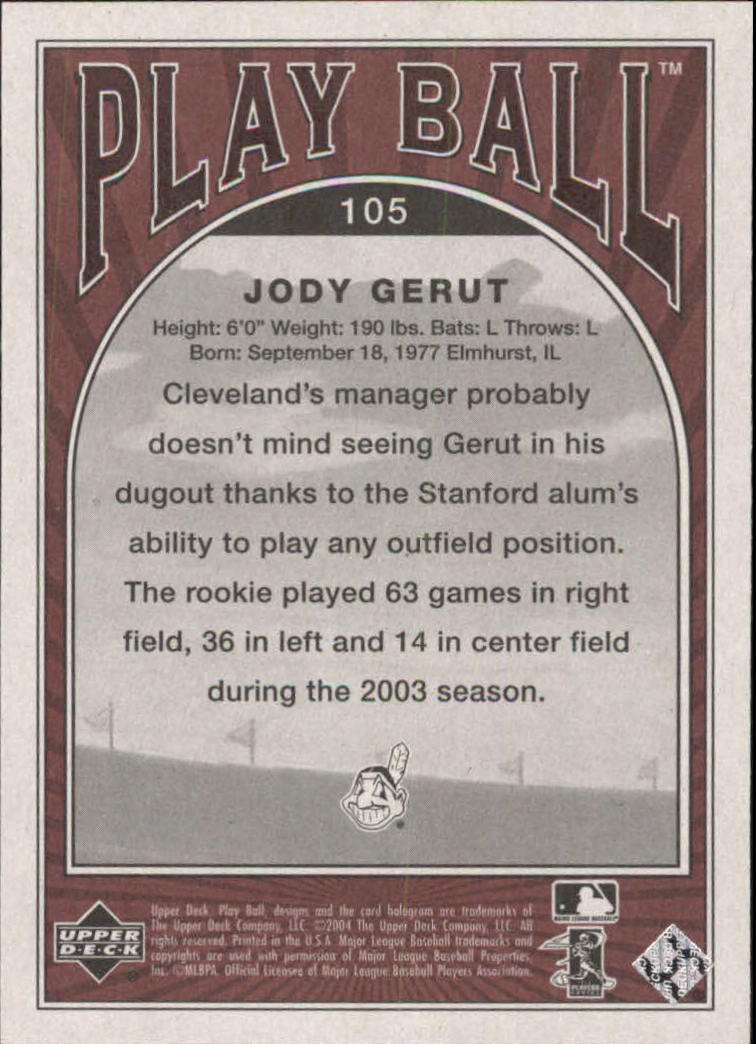 PLAY BALL™
105
JODY GERUT
Height: 6'0" Weight: 190 lbs. Bats: L Throws: L
Born: September 18, 1977 Elmhurst, IL
Cleveland's manager probably
doesn't mind seeing Gerut in his
dugout thanks to the Stanford alum's
ability to play any outfield position.
The rookie played 63 games in right
field, 36 in left and 14 in center field
during the 2003 season.
UPPER
D·E·C·K
Upper Deck, Play Ball, designs and the card hologram are trademarks of
The Upper Deck Company, LLC. ©2004 The Upper Deck Company, LLC. All
rights reserved. Printed in the U.S.A. Major League Baseball trademarks and
copyrights are used with permission of Major League Baseball Properties,
Inc. ©MLBPA. Official Licensee of Major League Baseball Players Association.
MAJOR LEAGUE BASEBALL
PLAYERS